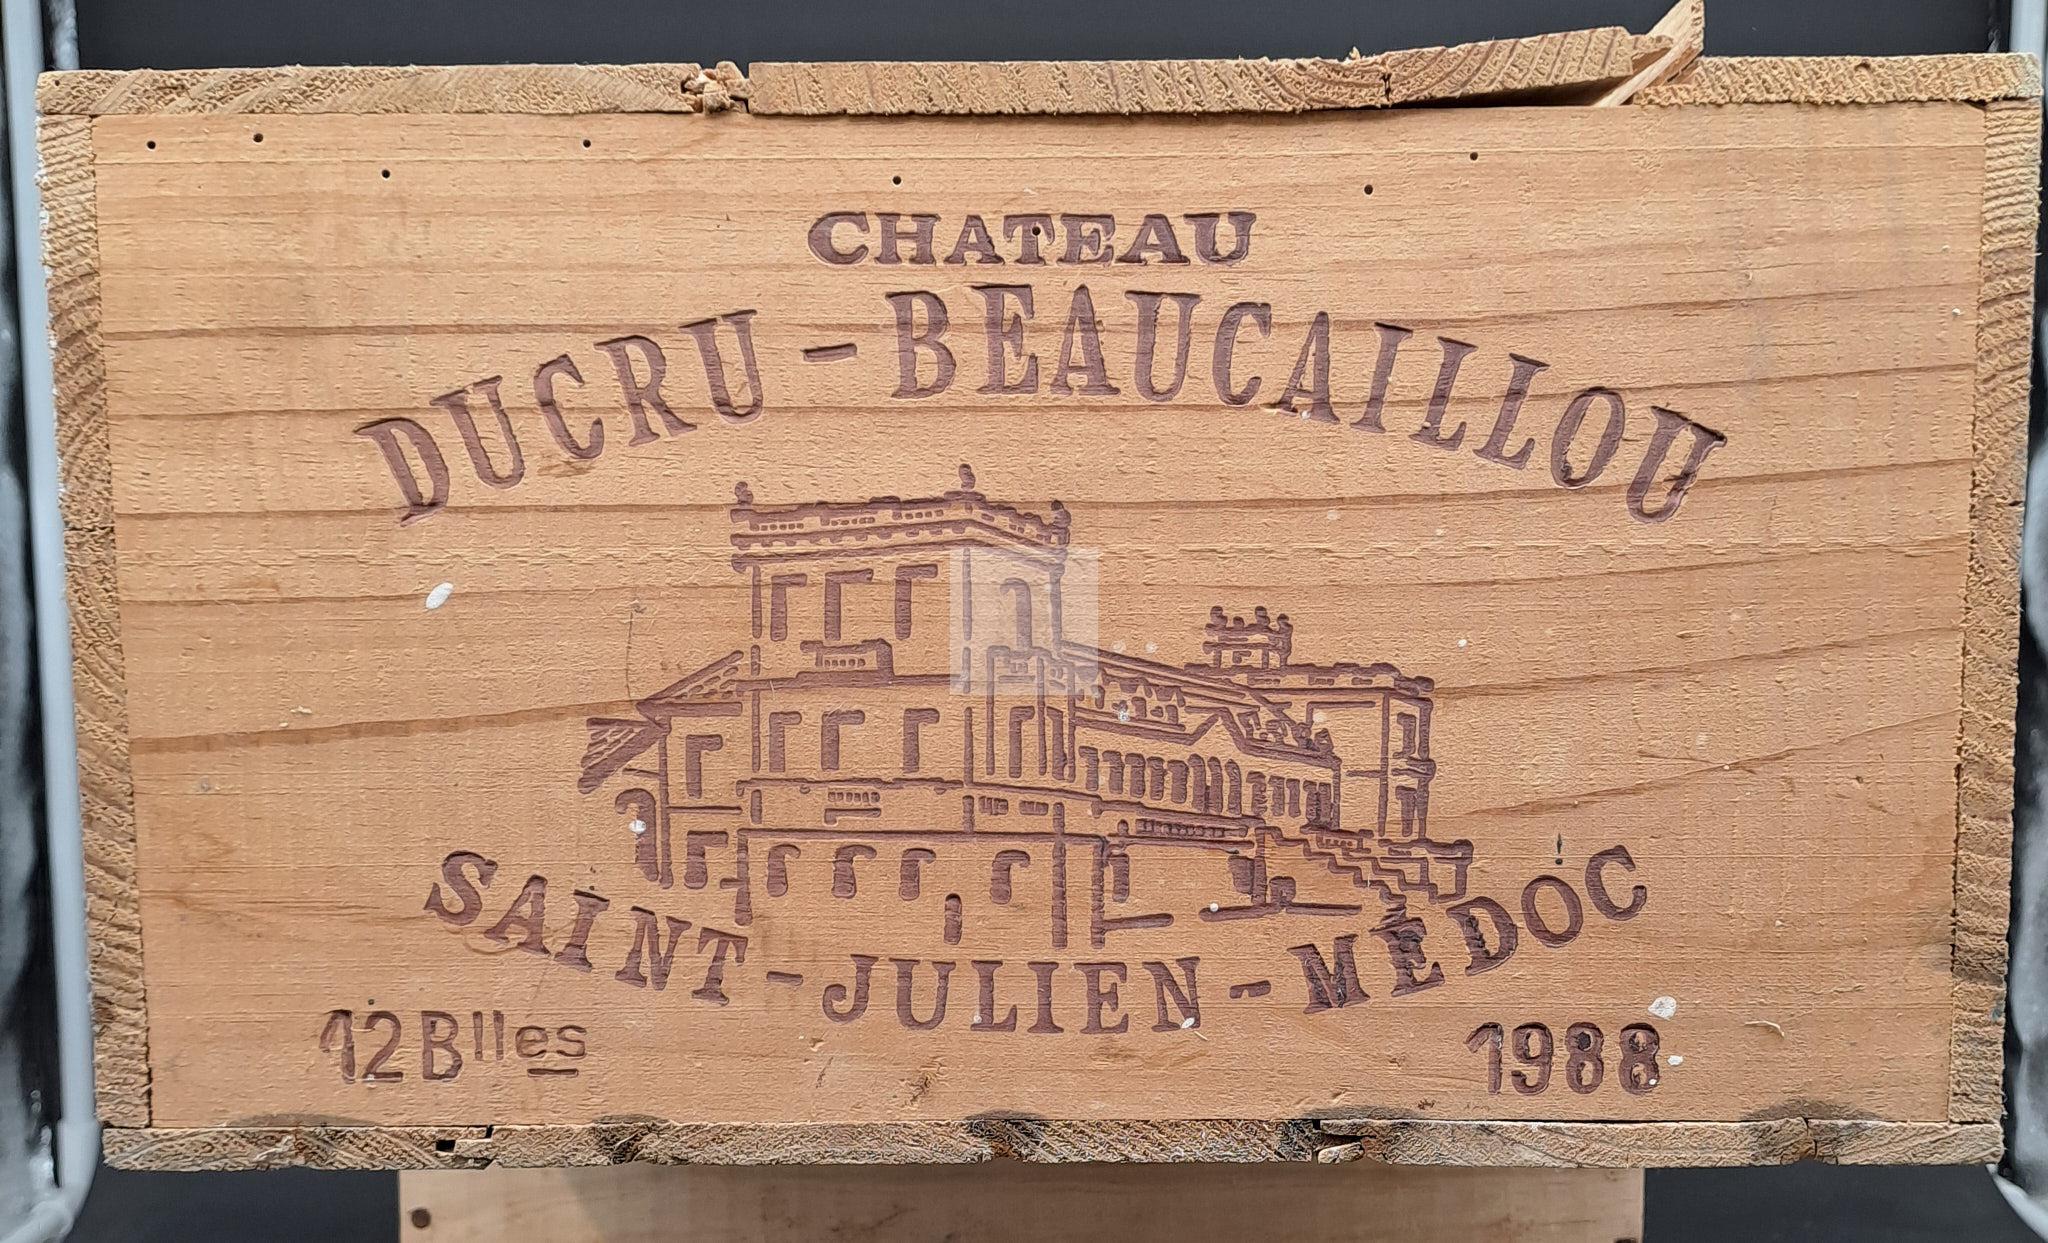 CHATEAU
DUCRU-BEAUCAILLOU
SAINT-JULIEN-MÉDOC
12 Blles
1988